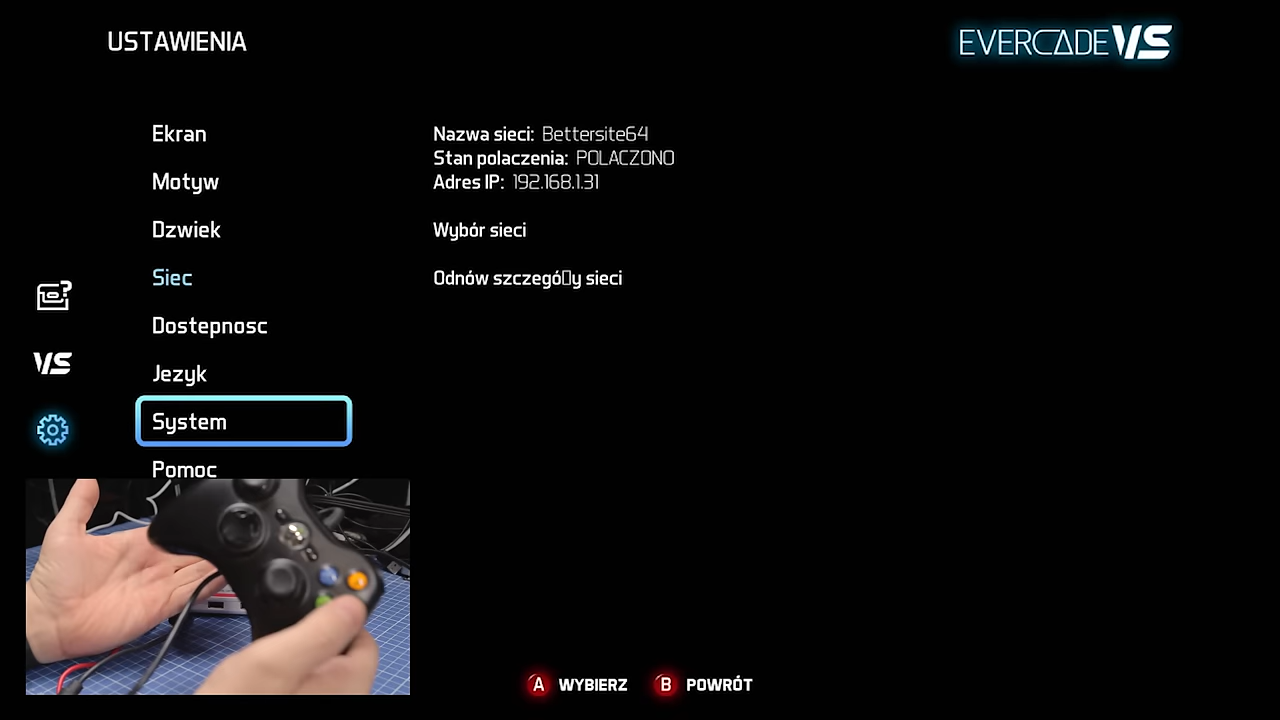 USTAWIENIA
EVERCADE VS
Ekran
Motyw
Dzwiek
Siec
Dostepnosc
Jezyk
System
Pomoc
Nazwa sieci: Bettersite64
Stan polaczenia: POLACZONO
Adres IP: 192.168.1.31
Wybór sieci
Odnów szczegó▯y sieci
VS
A WYBIERZ B POWRÓT